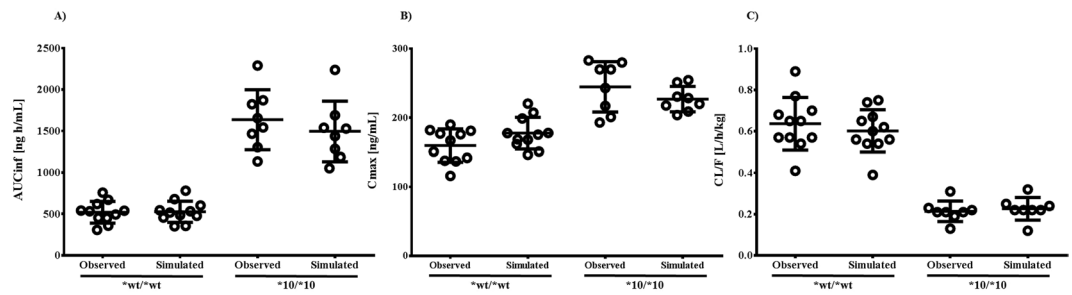 A)
AUCinf [ng h/mL]
2500
2000
1500
1000
500
0
Observed Simulated Observed Simulated
*wt/*wt *10/*10
B)
Cmax [ng/mL]
300
200
100
0
Observed Simulated Observed Simulated
*wt/*wt *10/*10
C)
CL/F [L/h/kg]
1.0
0.8
0.6
0.4
0.2
0.0
Observed Simulated Observed Simulated
*wt/*wt *10/*10